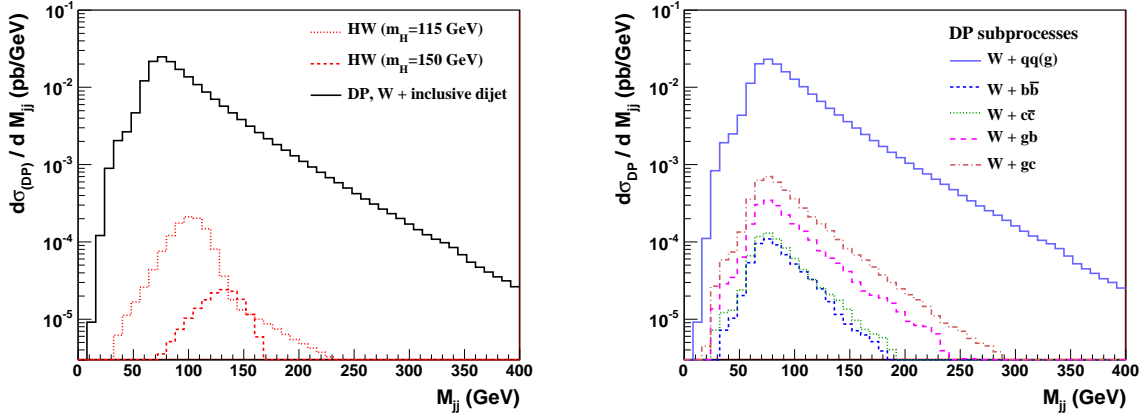 dσ(DP) / d Mjj (pb/GeV)
10⁻¹
10⁻²
10⁻³
10⁻⁴
10⁻⁵
HW (mH=115 GeV)
HW (mH=150 GeV)
DP, W + inclusive dijet
0 50 100 150 200 250 300 350 400
Mjj (GeV)
dσDP / d Mjj (pb/GeV)
10⁻¹
10⁻²
10⁻³
10⁻⁴
10⁻⁵
DP subprocesses
W + qq(g)
W + bb̅
W + cc̅
W + gb
W + gc
0 50 100 150 200 250 300 350 400
Mjj (GeV)